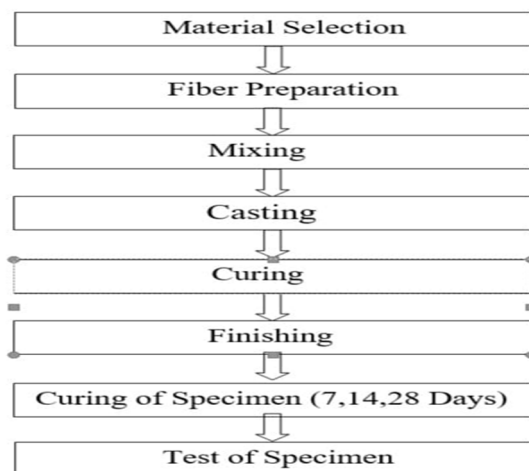 Material Selection
Fiber Preparation
Mixing
Casting
Curing
Finishing
Curing of Specimen (7,14,28 Days)
Test of Specimen